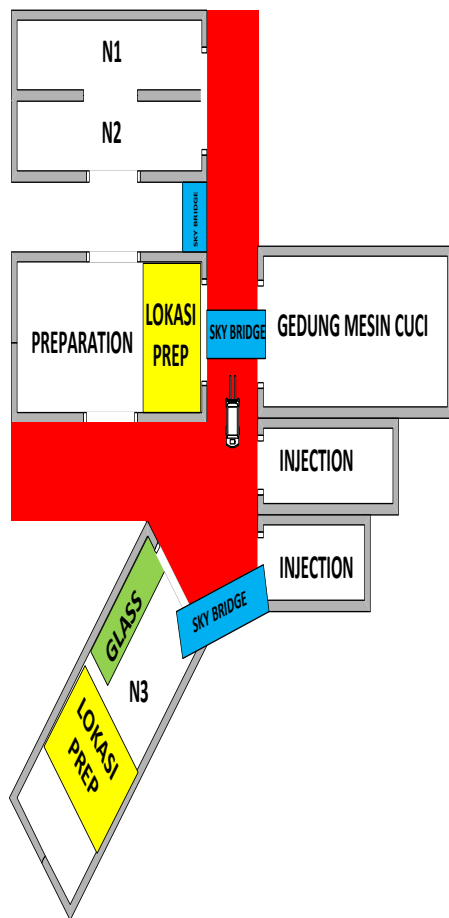 N1
N2
SKY BRIDGE
PREPARATION
LOKASI
PREP
SKY BRIDGE
GEDUNG MESIN CUCI
INJECTION
INJECTION
SKY BRIDGE
GLASS
N3
LOKASI
PREP